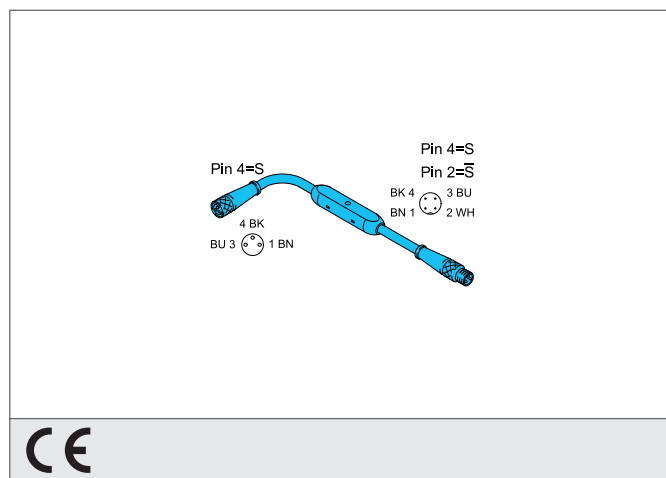 Pin 4=S
Pin 2=S̅
Pin 4=S
BK 4 3 BU
BN 1 2 WH
4 BK
BU 3 1 BN
CE